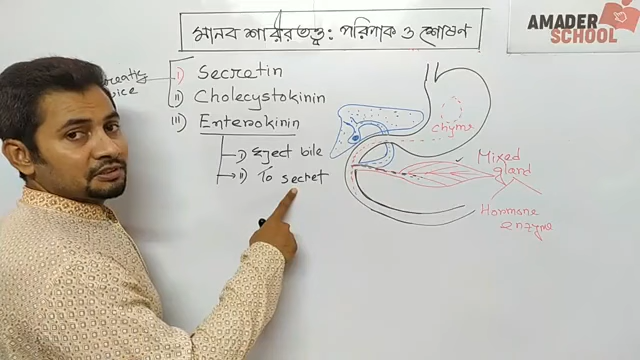 মানব শারীরতত্ত্ব: পরিপাক ও শোষণ
AMADER
SCHOOL
i) Secretin
ii) Cholecystokinin
iii) Enterokinin
i) Eject bile
ii) To secret
chyme
Mixed
gland
Hormone
enzyme